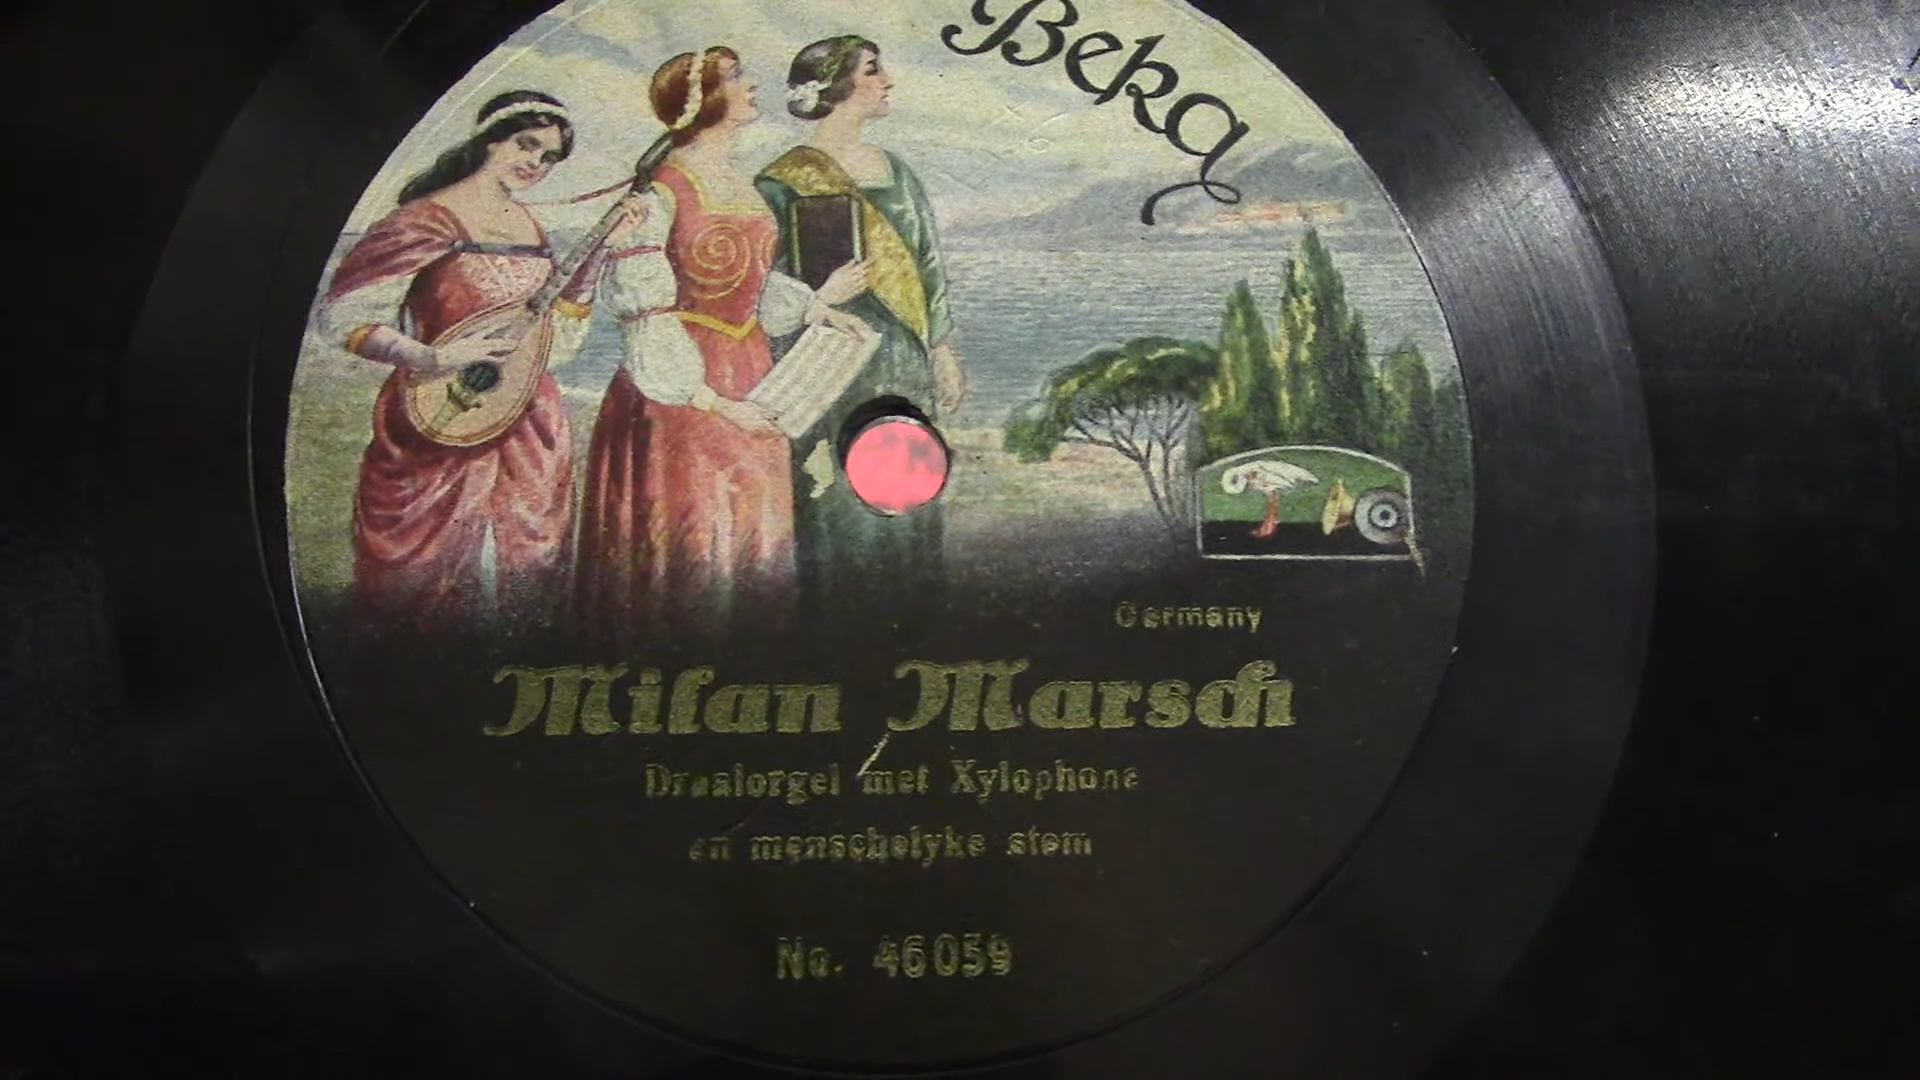 Beka
Germany
Milan Marsch
Draaiorgel met Xylophone
en menschelyke stem
No. 46059